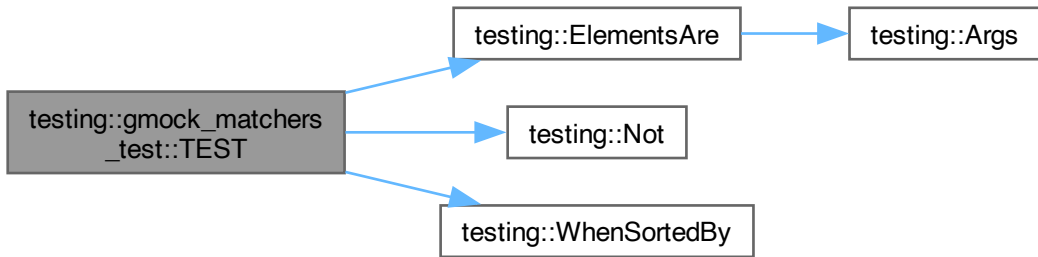 testing::gmock_matchers
_test::TEST
testing::ElementsAre
testing::Args
testing::Not
testing::WhenSortedBy